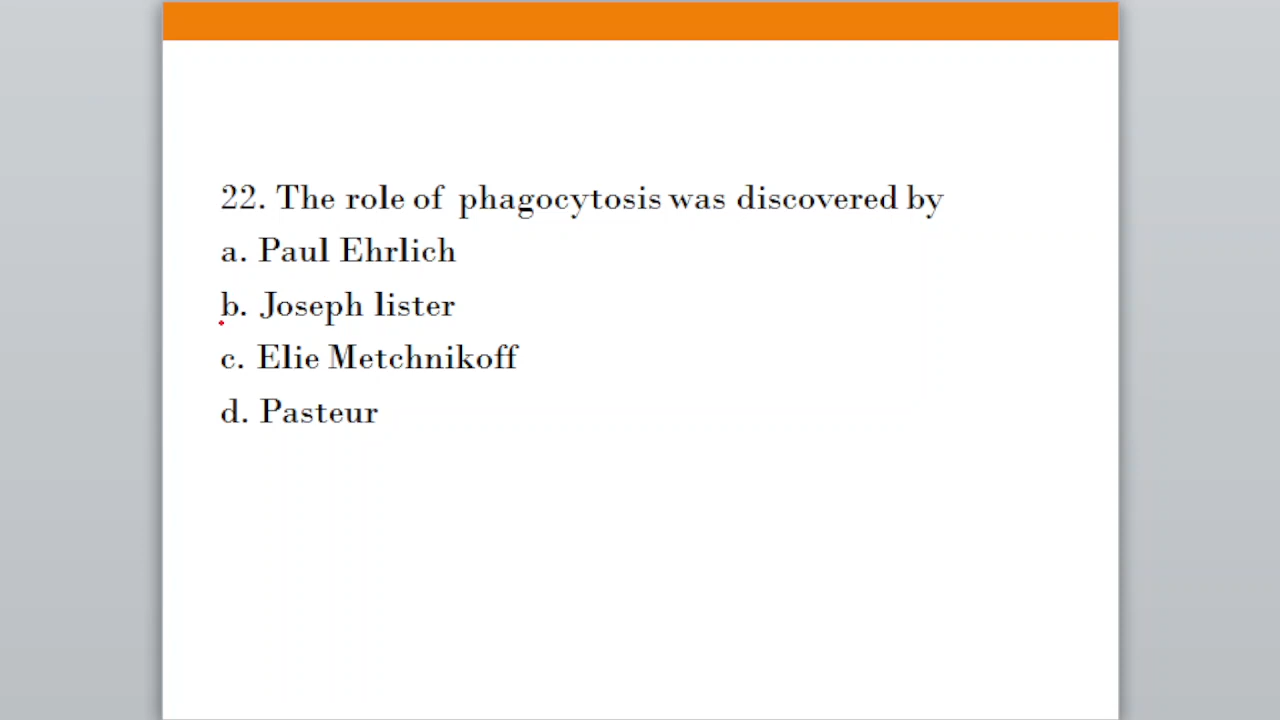 22. The role of phagocytosis was discovered by
a. Paul Ehrlich
b. Joseph lister
c. Elie Metchnikoff
d. Pasteur